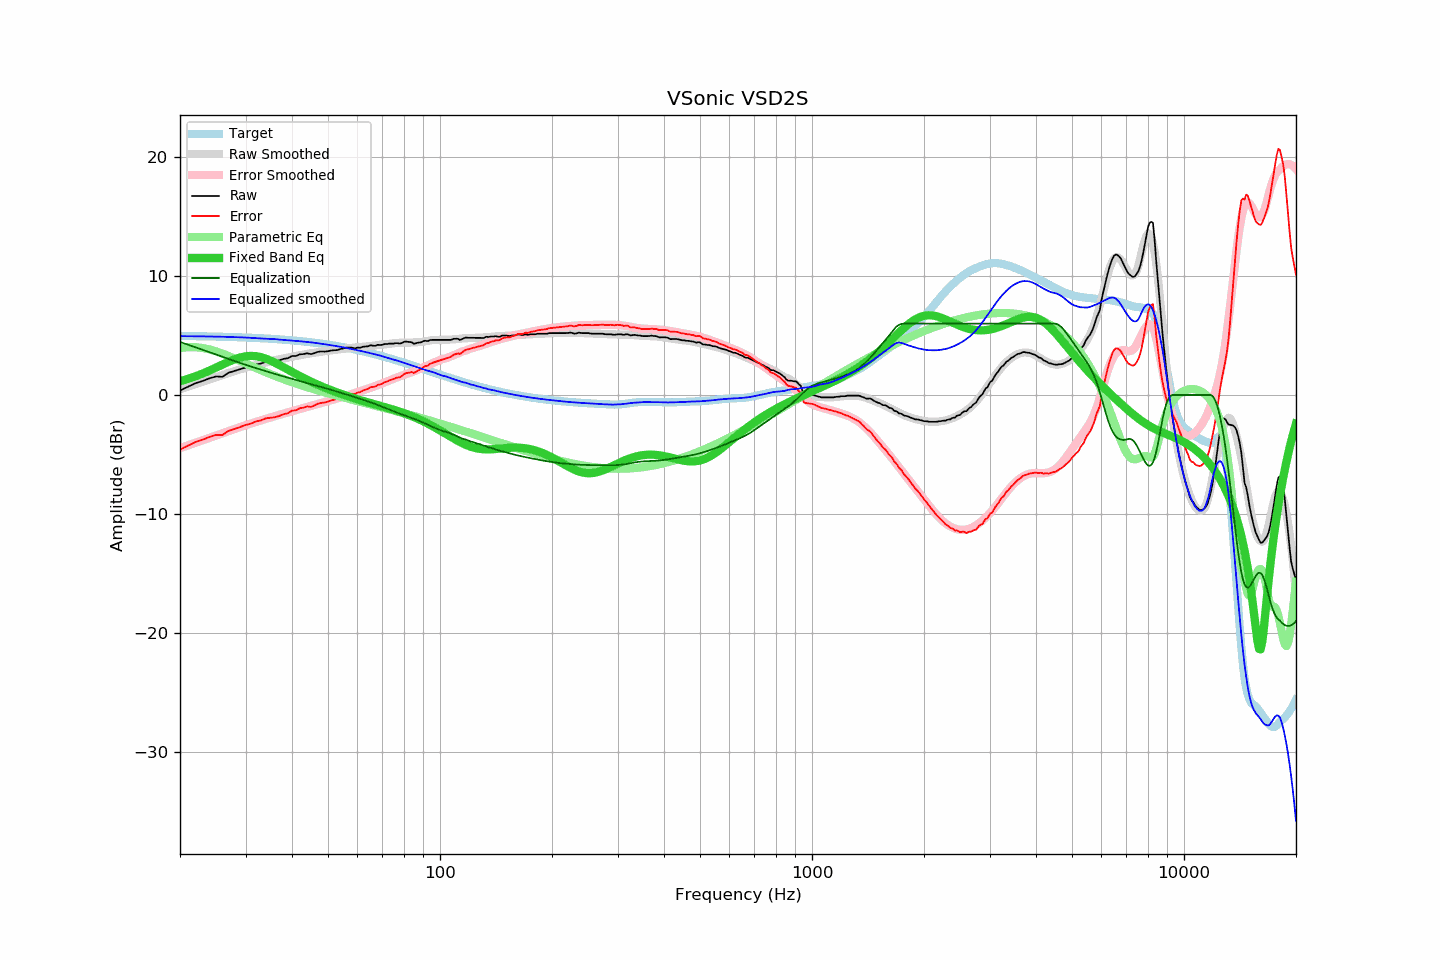 VSonic VSD2S
Target
Raw Smoothed
Error Smoothed
Raw
Error
Parametric Eq
Fixed Band Eq
Equalization
Equalized smoothed
20
10
0
−10
−20
−30
Amplitude (dBr)
100
1000
10000
Frequency (Hz)